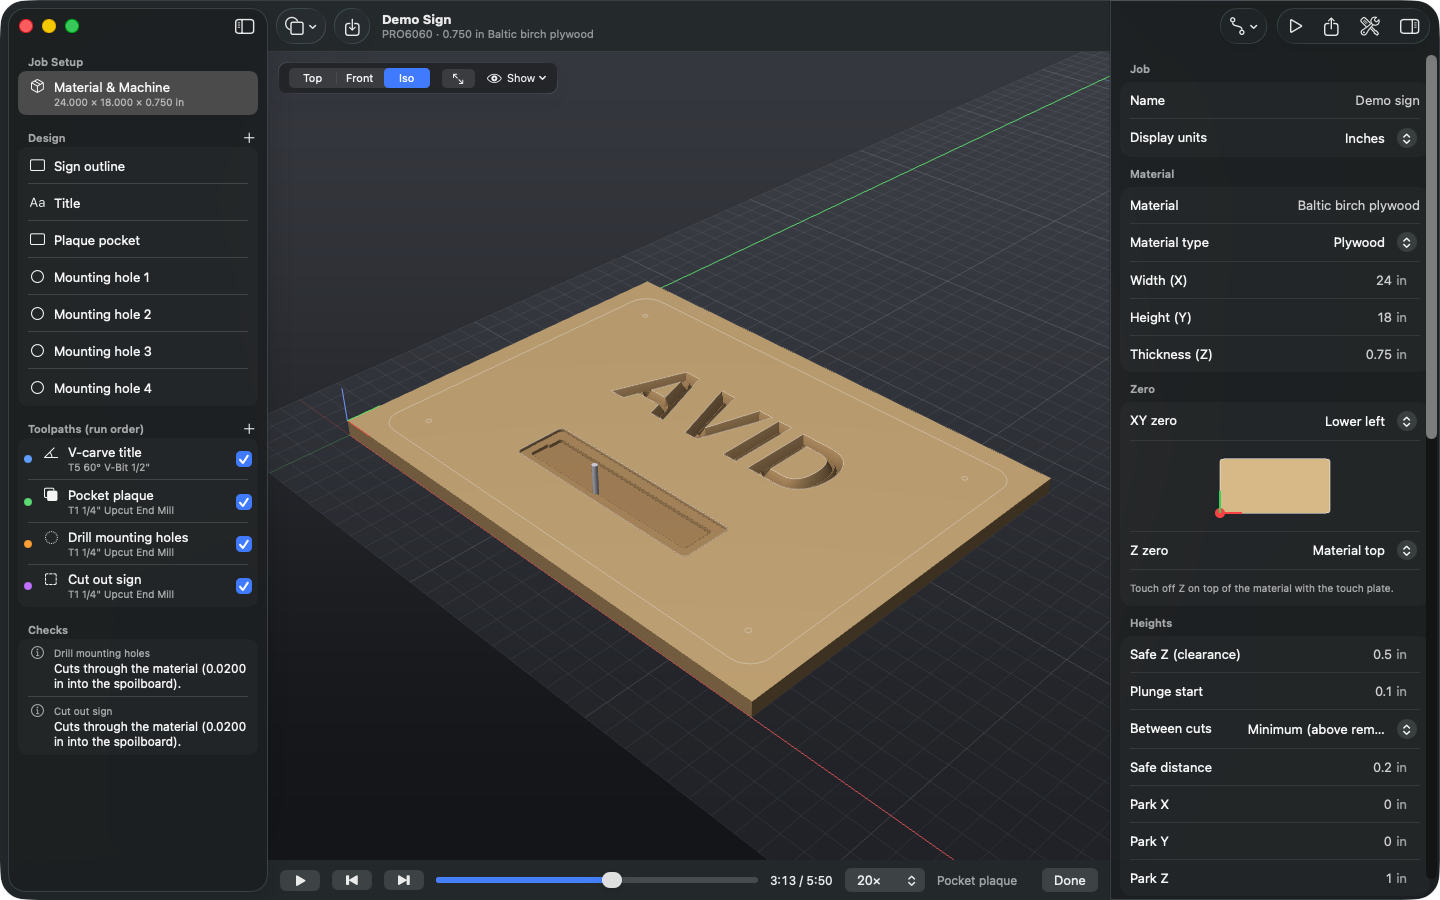 Job Setup
Material & Machine
24.000 × 18.000 × 0.750 in
Design
Sign outline
Aa Title
Plaque pocket
Mounting hole 1
Mounting hole 2
Mounting hole 3
Mounting hole 4
Toolpaths (run order)
V-carve title
T5 60° V-Bit 1/2"
Pocket plaque
T1 1/4" Upcut End Mill
Drill mounting holes
T1 1/4" Upcut End Mill
Cut out sign
T1 1/4" Upcut End Mill
Checks
Drill mounting holes
Cuts through the material (0.0200
in into the spoilboard).
Cut out sign
Cuts through the material (0.0200
in into the spoilboard).
Demo Sign
PRO6060 · 0.750 in Baltic birch plywood
Top Front Iso Show
AVID
3:13 / 5:50 20× Pocket plaque Done
Job
Name Demo sign
Display units Inches
Material
Material Baltic birch plywood
Material type Plywood
Width (X) 24 in
Height (Y) 18 in
Thickness (Z) 0.75 in
Zero
XY zero Lower left
Z zero Material top
Touch off Z on top of the material with the touch plate.
Heights
Safe Z (clearance) 0.5 in
Plunge start 0.1 in
Between cuts Minimum (above rem...
Safe distance 0.2 in
Park X 0 in
Park Y 0 in
Park Z 1 in